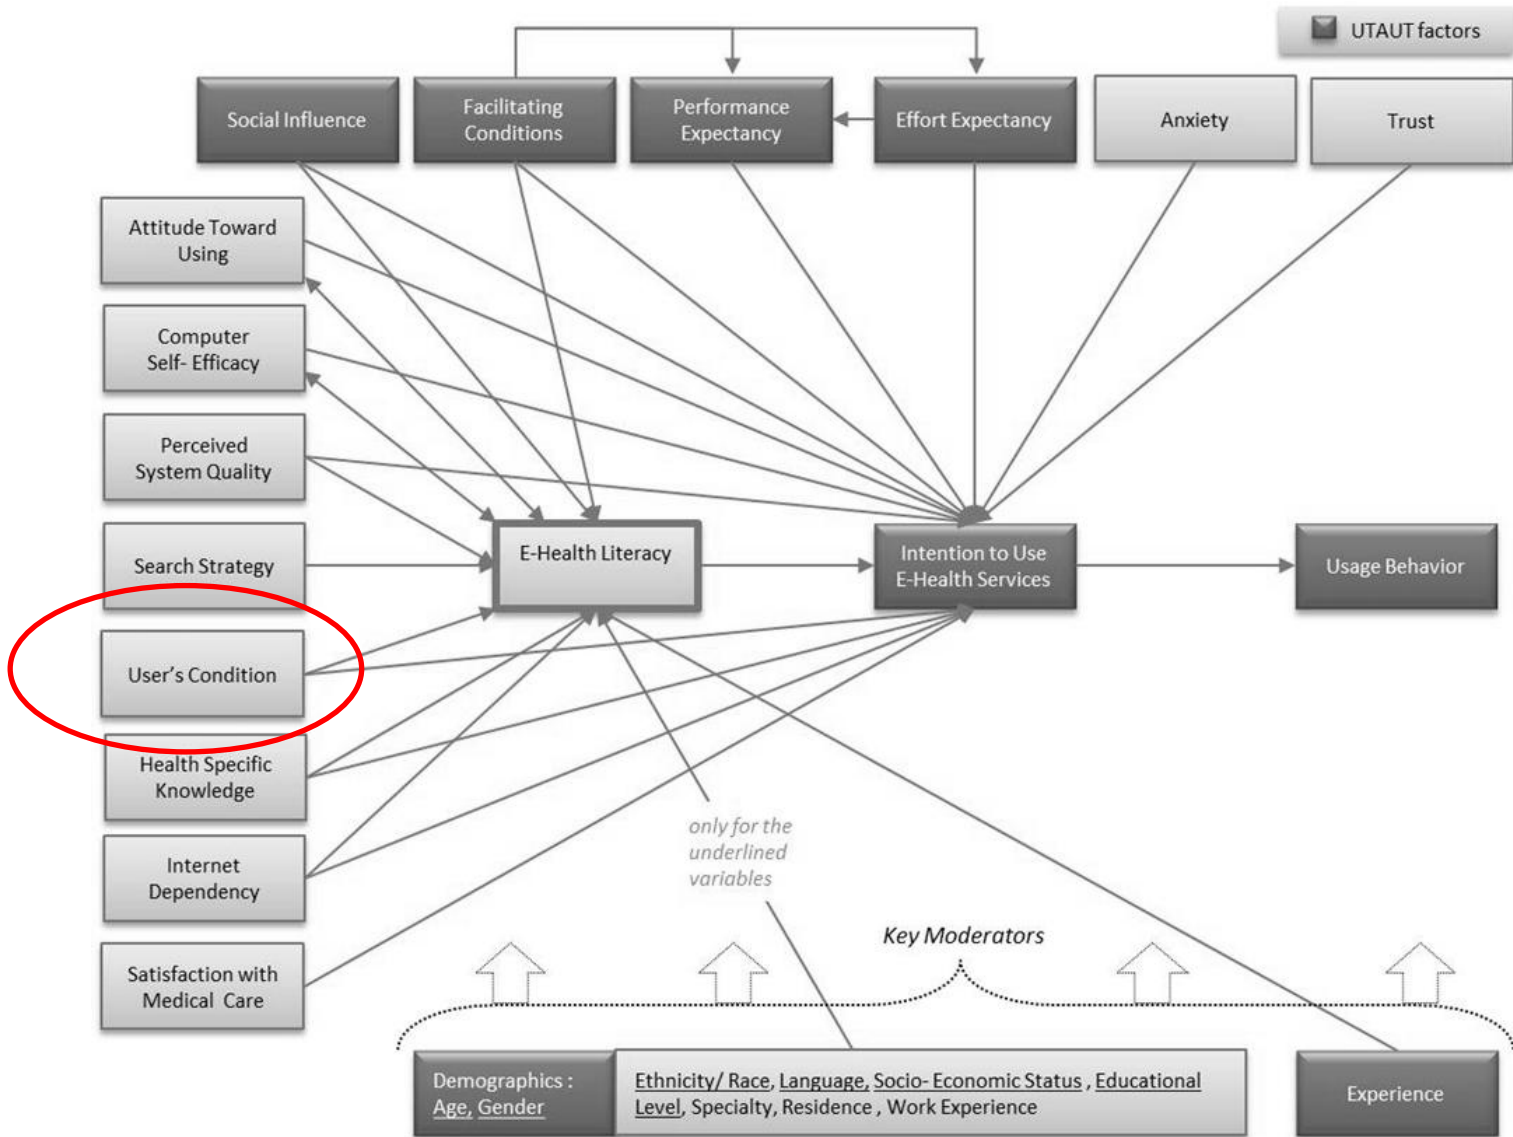 UTAUT factors
Social Influence
Facilitating
Conditions
Performance
Expectancy
Effort Expectancy
Anxiety
Trust
Attitude Toward
Using
Computer
Self- Efficacy
Perceived
System Quality
Search Strategy
E-Health Literacy
Intention to Use
E-Health Services
Usage Behavior
User's Condition
Health Specific
Knowledge
only for the
underlined
variables
Internet
Dependency
Key Moderators
Satisfaction with
Medical Care
Demographics :
Age, Gender
Ethnicity/ Race, Language, Socio- Economic Status , Educational
Level, Specialty, Residence , Work Experience
Experience